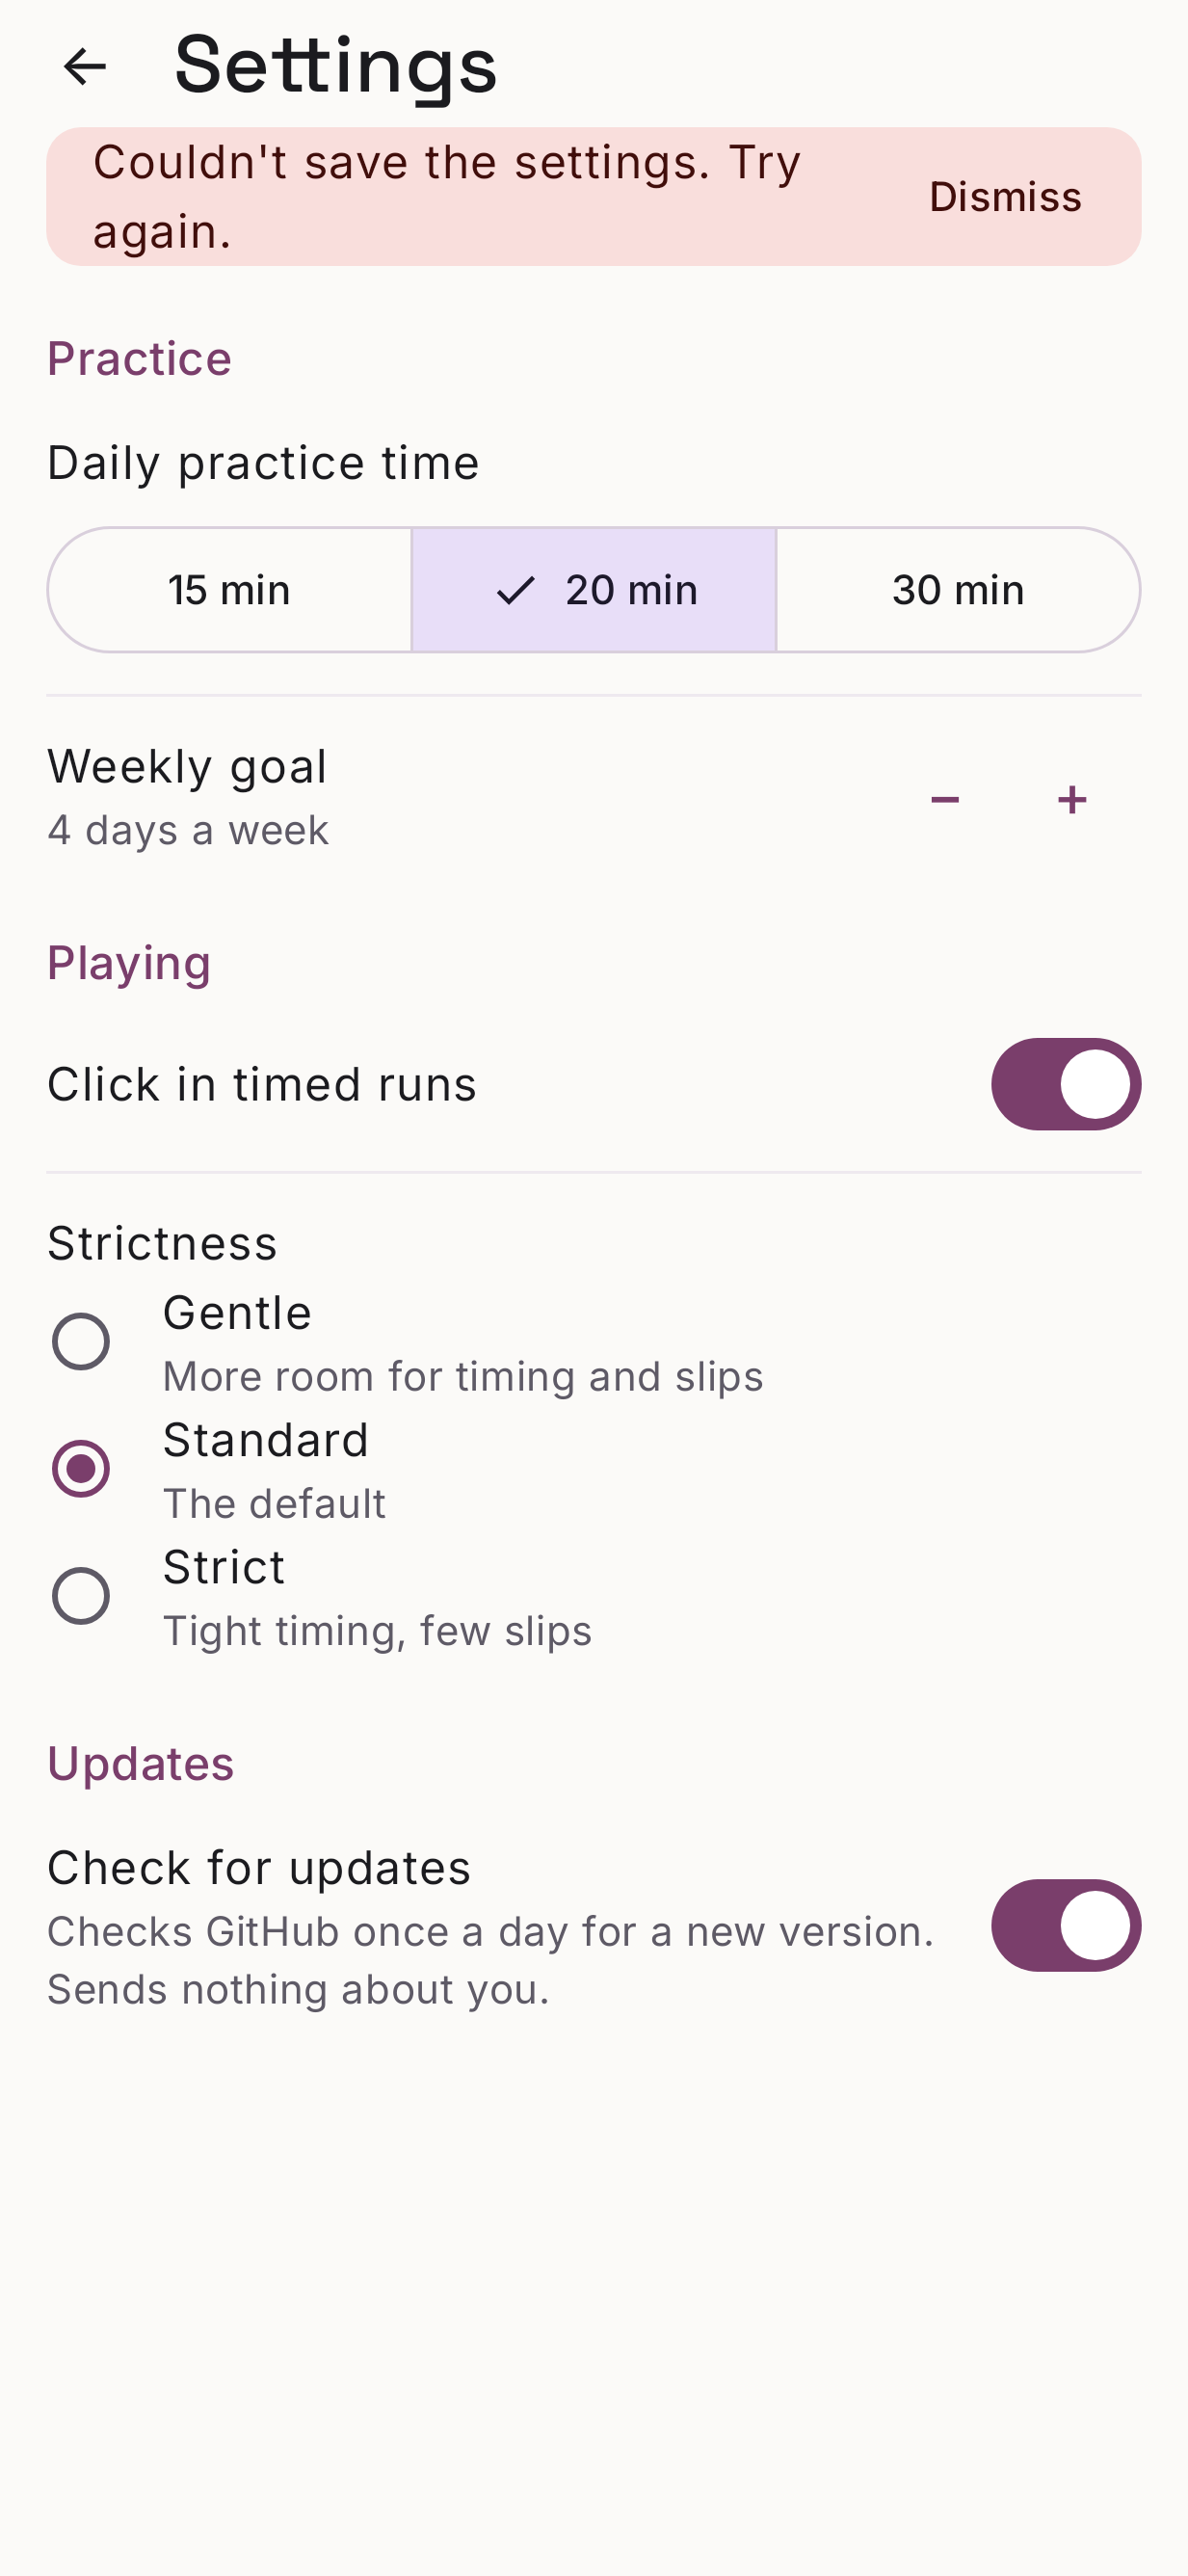 Settings
Couldn't save the settings. Try
again.
Dismiss
Practice
Daily practice time
15 min
20 min
30 min
Weekly goal
4 days a week
Playing
Click in timed runs
Strictness
Gentle
More room for timing and slips
Standard
The default
Strict
Tight timing, few slips
Updates
Check for updates
Checks GitHub once a day for a new version.
Sends nothing about you.